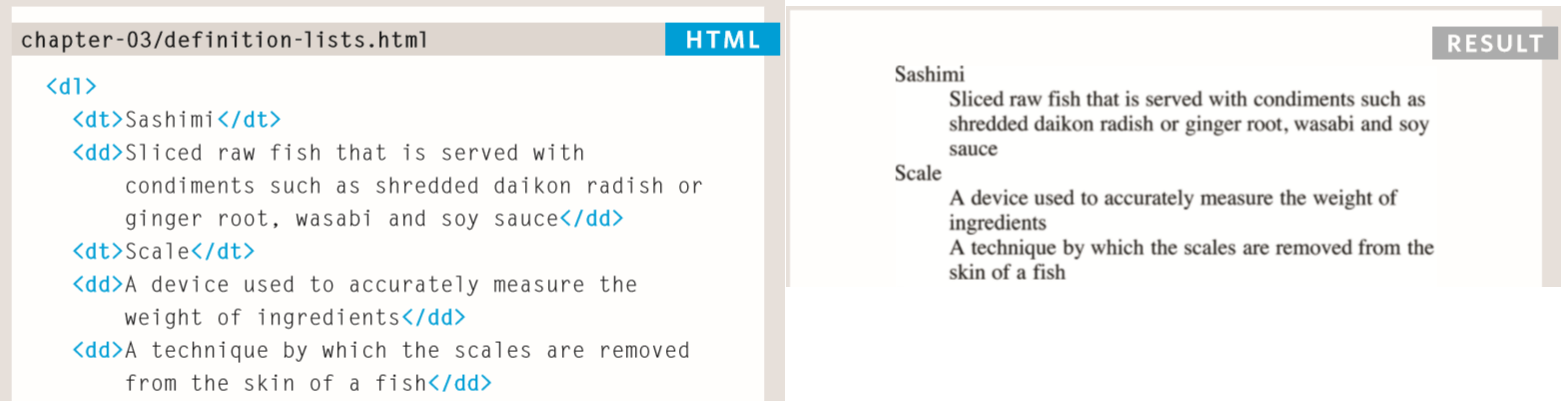 chapter-03/definition-lists.html
HTML
<dl>
<dt>Sashimi</dt>
<dd>Sliced raw fish that is served with
condiments such as shredded daikon radish or
ginger root, wasabi and soy sauce</dd>
<dt>Scale</dt>
<dd>A device used to accurately measure the
weight of ingredients</dd>
<dd>A technique by which the scales are removed
from the skin of a fish</dd>
RESULT
Sashimi
Sliced raw fish that is served with condiments such as
shredded daikon radish or ginger root, wasabi and soy
sauce
Scale
A device used to accurately measure the weight of
ingredients
A technique by which the scales are removed from the
skin of a fish